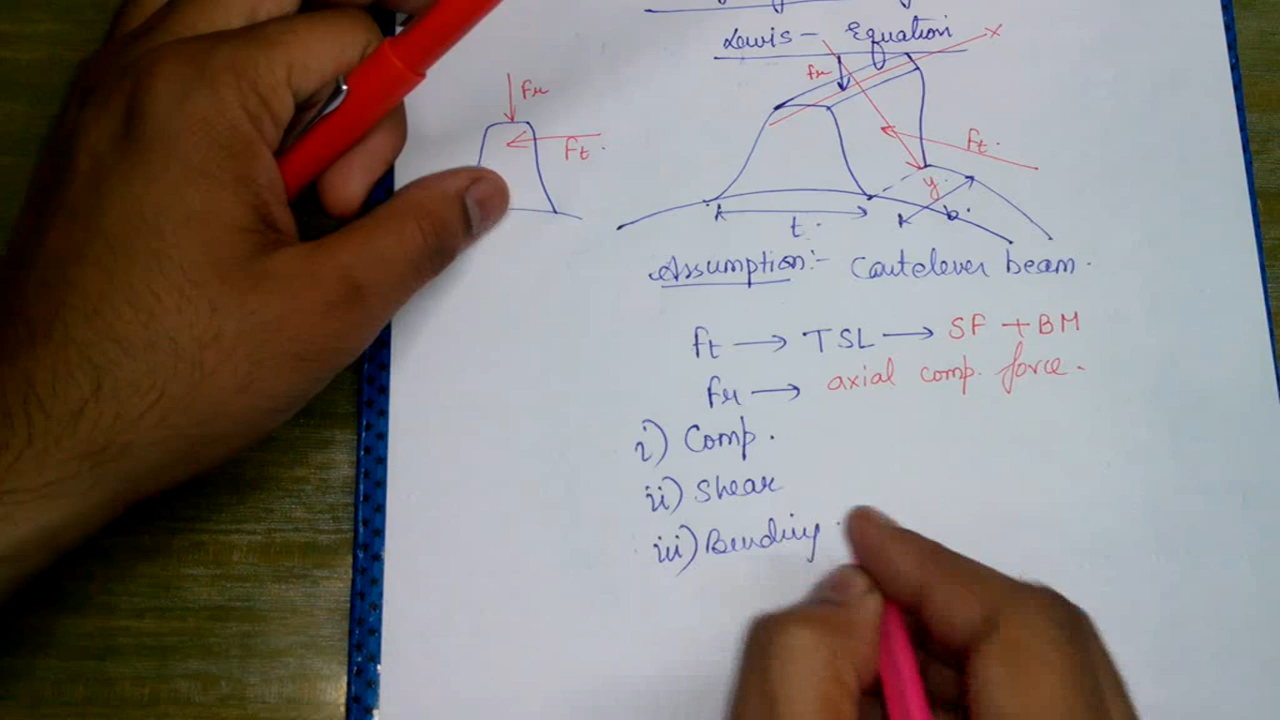 Lewis - Equation
x
fr
Fr
Ft.
Ft.
y.
b.
t.
Assumption:- Cantelever beam.
ft → TSL → SF + BM
Fr → axial comp. force.
i) Comp.
ii) Shear
iii) Bending.